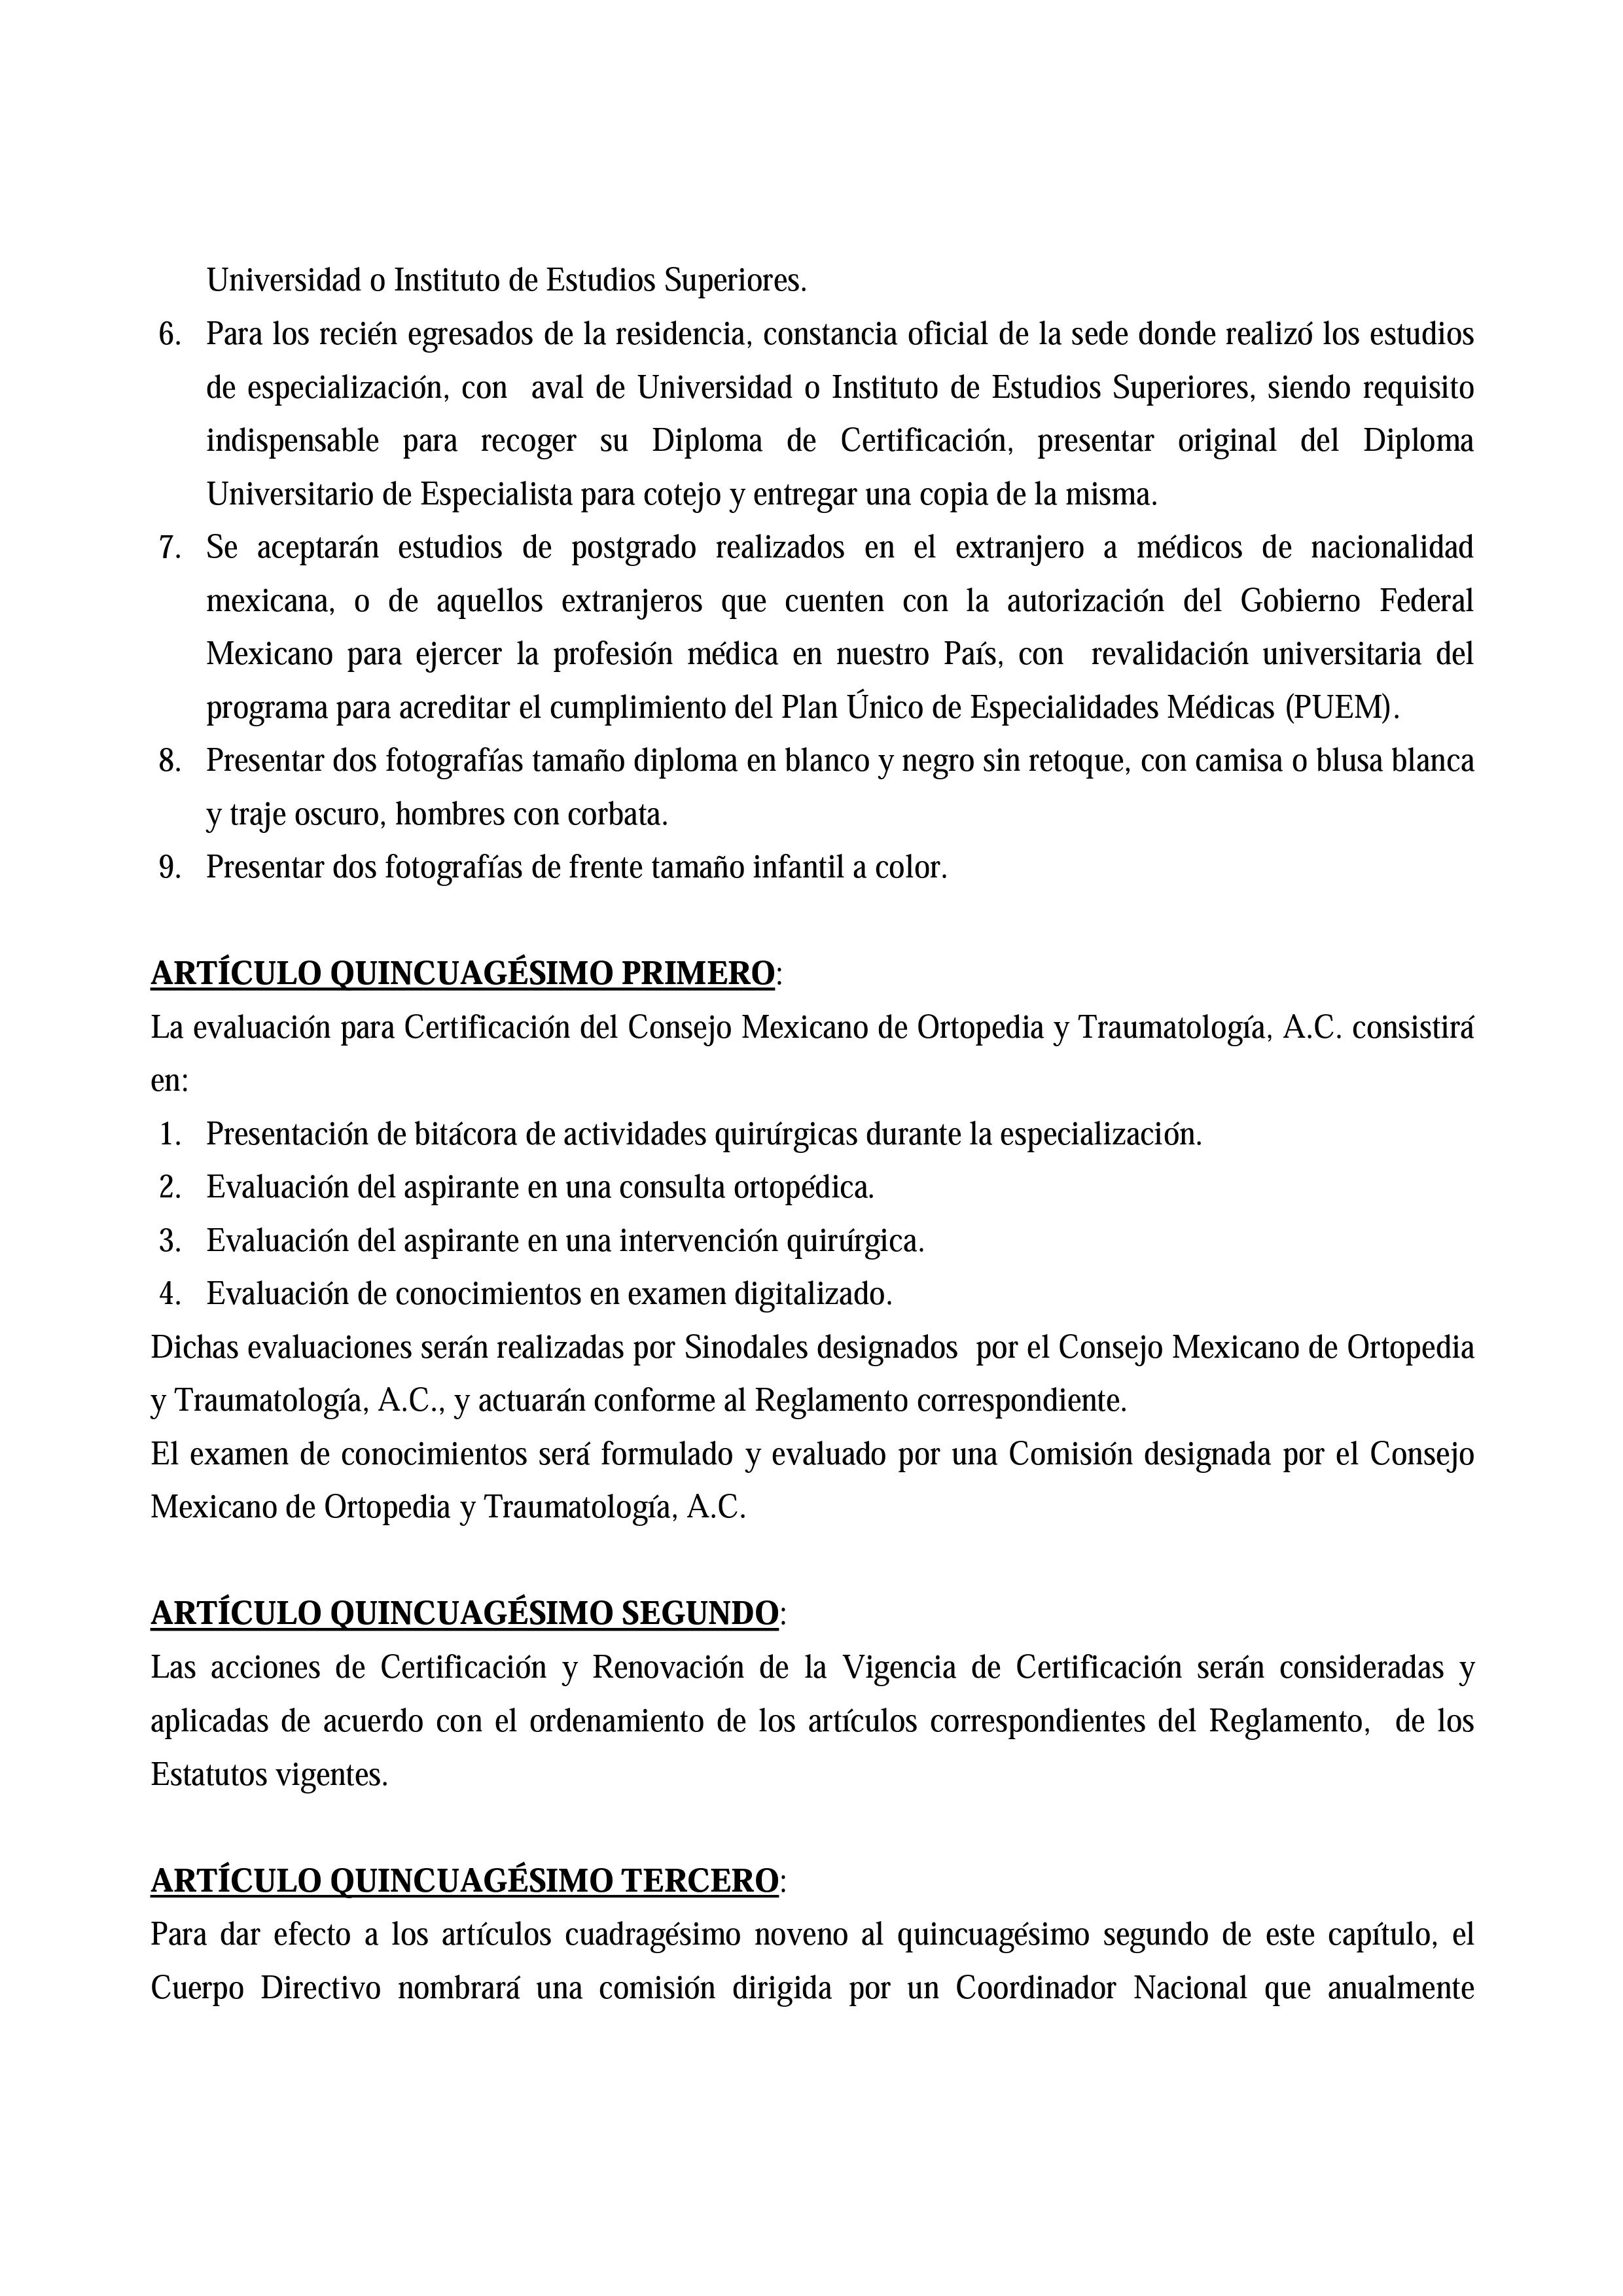 Universidad o Instituto de Estudios Superiores.
6. Para los recién egresados de la residencia, constancia oficial de la sede donde realizó los estudios
de especialización, con aval de Universidad o Instituto de Estudios Superiores, siendo requisito
indispensable para recoger su Diploma de Certificación, presentar original del Diploma
Universitario de Especialista para cotejo y entregar una copia de la misma.
7. Se aceptarán estudios de postgrado realizados en el extranjero a médicos de nacionalidad
mexicana, o de aquellos extranjeros que cuenten con la autorización del Gobierno Federal
Mexicano para ejercer la profesión médica en nuestro País, con revalidación universitaria del
programa para acreditar el cumplimiento del Plan Único de Especialidades Médicas (PUEM).
8. Presentar dos fotografías tamaño diploma en blanco y negro sin retoque, con camisa o blusa blanca
y traje oscuro, hombres con corbata.
9. Presentar dos fotografías de frente tamaño infantil a color.
ARTÍCULO QUINCUAGÉSIMO PRIMERO:
La evaluación para Certificación del Consejo Mexicano de Ortopedia y Traumatología, A.C. consistirá
en:
1. Presentación de bitácora de actividades quirúrgicas durante la especialización.
2. Evaluación del aspirante en una consulta ortopédica.
3. Evaluación del aspirante en una intervención quirúrgica.
4. Evaluación de conocimientos en examen digitalizado.
Dichas evaluaciones serán realizadas por Sinodales designados por el Consejo Mexicano de Ortopedia
y Traumatología, A.C., y actuarán conforme al Reglamento correspondiente.
El examen de conocimientos será formulado y evaluado por una Comisión designada por el Consejo
Mexicano de Ortopedia y Traumatología, A.C.
ARTÍCULO QUINCUAGÉSIMO SEGUNDO:
Las acciones de Certificación y Renovación de la Vigencia de Certificación serán consideradas y
aplicadas de acuerdo con el ordenamiento de los artículos correspondientes del Reglamento, de los
Estatutos vigentes.
ARTÍCULO QUINCUAGÉSIMO TERCERO:
Para dar efecto a los artículos cuadragésimo noveno al quincuagésimo segundo de este capítulo, el
Cuerpo Directivo nombrará una comisión dirigida por un Coordinador Nacional que anualmente